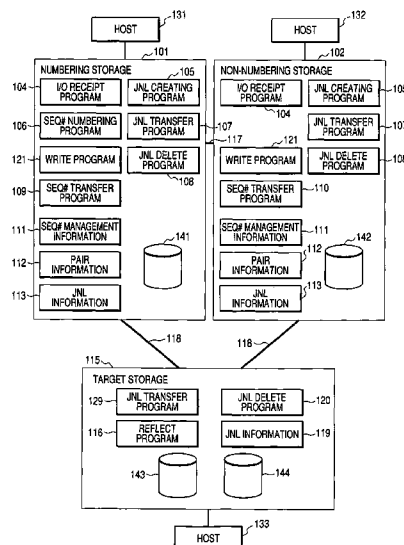 131
132
HOST
HOST
101
102
NUMBERING STORAGE
105
104
I/O RECEIPT PROGRAM
JNL CREATING PROGRAM
106
SEQ# NUMBERING PROGRAM
JNL TRANSFER PROGRAM
107
117
121
WRITE PROGRAM
JNL DELETE PROGRAM
108
109
SEQ# TRANSFER PROGRAM
111
SEQ# MANAGEMENT INFORMATION
141
112
PAIR INFORMATION
113
JNL INFORMATION
NON-NUMBERING STORAGE
I/O RECEIPT PROGRAM
104
JNL CREATING PROGRAM
JNL TRANSFER PROGRAM
121
WRITE PROGRAM
JNL DELETE PROGRAM
SEQ# TRANSFER PROGRAM
110
SEQ# MANAGEMENT INFORMATION
111
142
112
PAIR INFORMATION
113
JNL INFORMATION
118
118
115
TARGET STORAGE
129
JNL TRANSFER PROGRAM
JNL DELETE PROGRAM
120
116
REFLECT PROGRAM
JNL INFORMATION
119
143
144
133
HOST